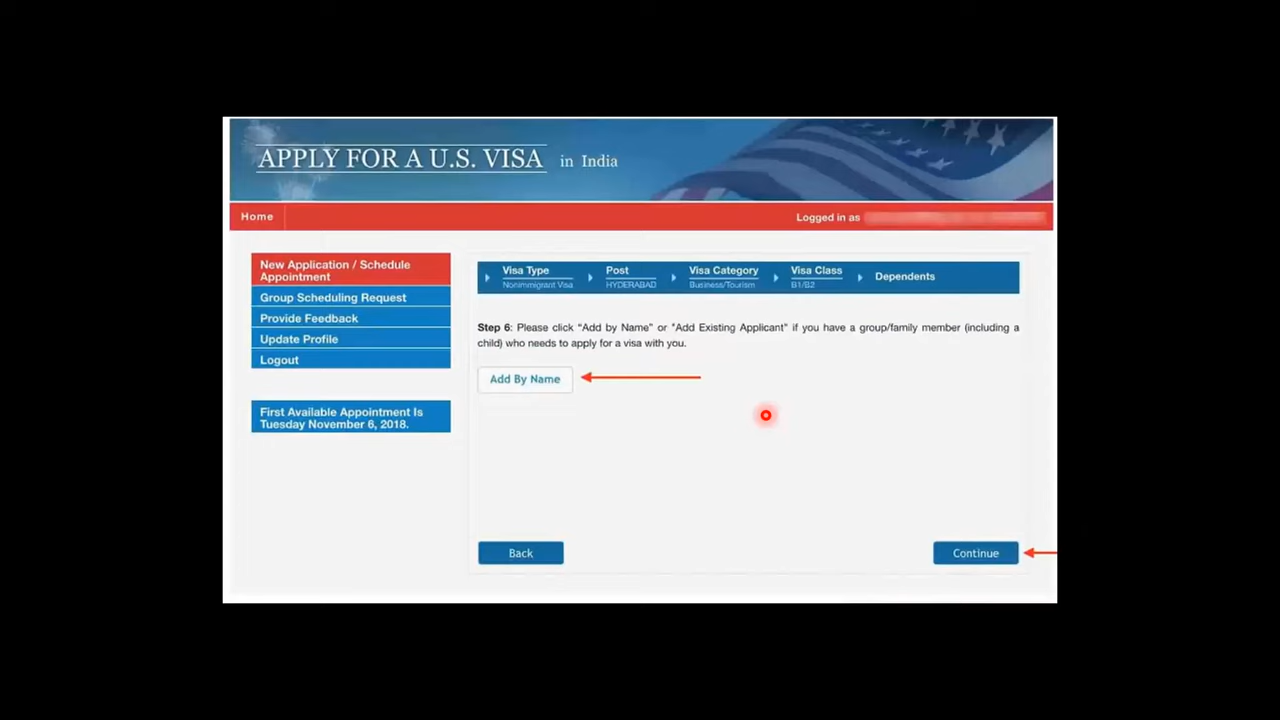 APPLY FOR A U.S. VISA in India
Home
Logged in as
New Application / Schedule
Appointment
Group Scheduling Request
Provide Feedback
Update Profile
Logout
First Available Appointment Is
Tuesday November 6, 2018.
Visa Type
Nonimmigrant Visa
Post
HYDERABAD
Visa Category
Business/Tourism
Visa Class
B1/B2
Dependents
Step 6: Please click “Add by Name” or "Add Existing Applicant" if you have a group/family member (including a
child) who needs to apply for a visa with you.
Add By Name
Back
Continue